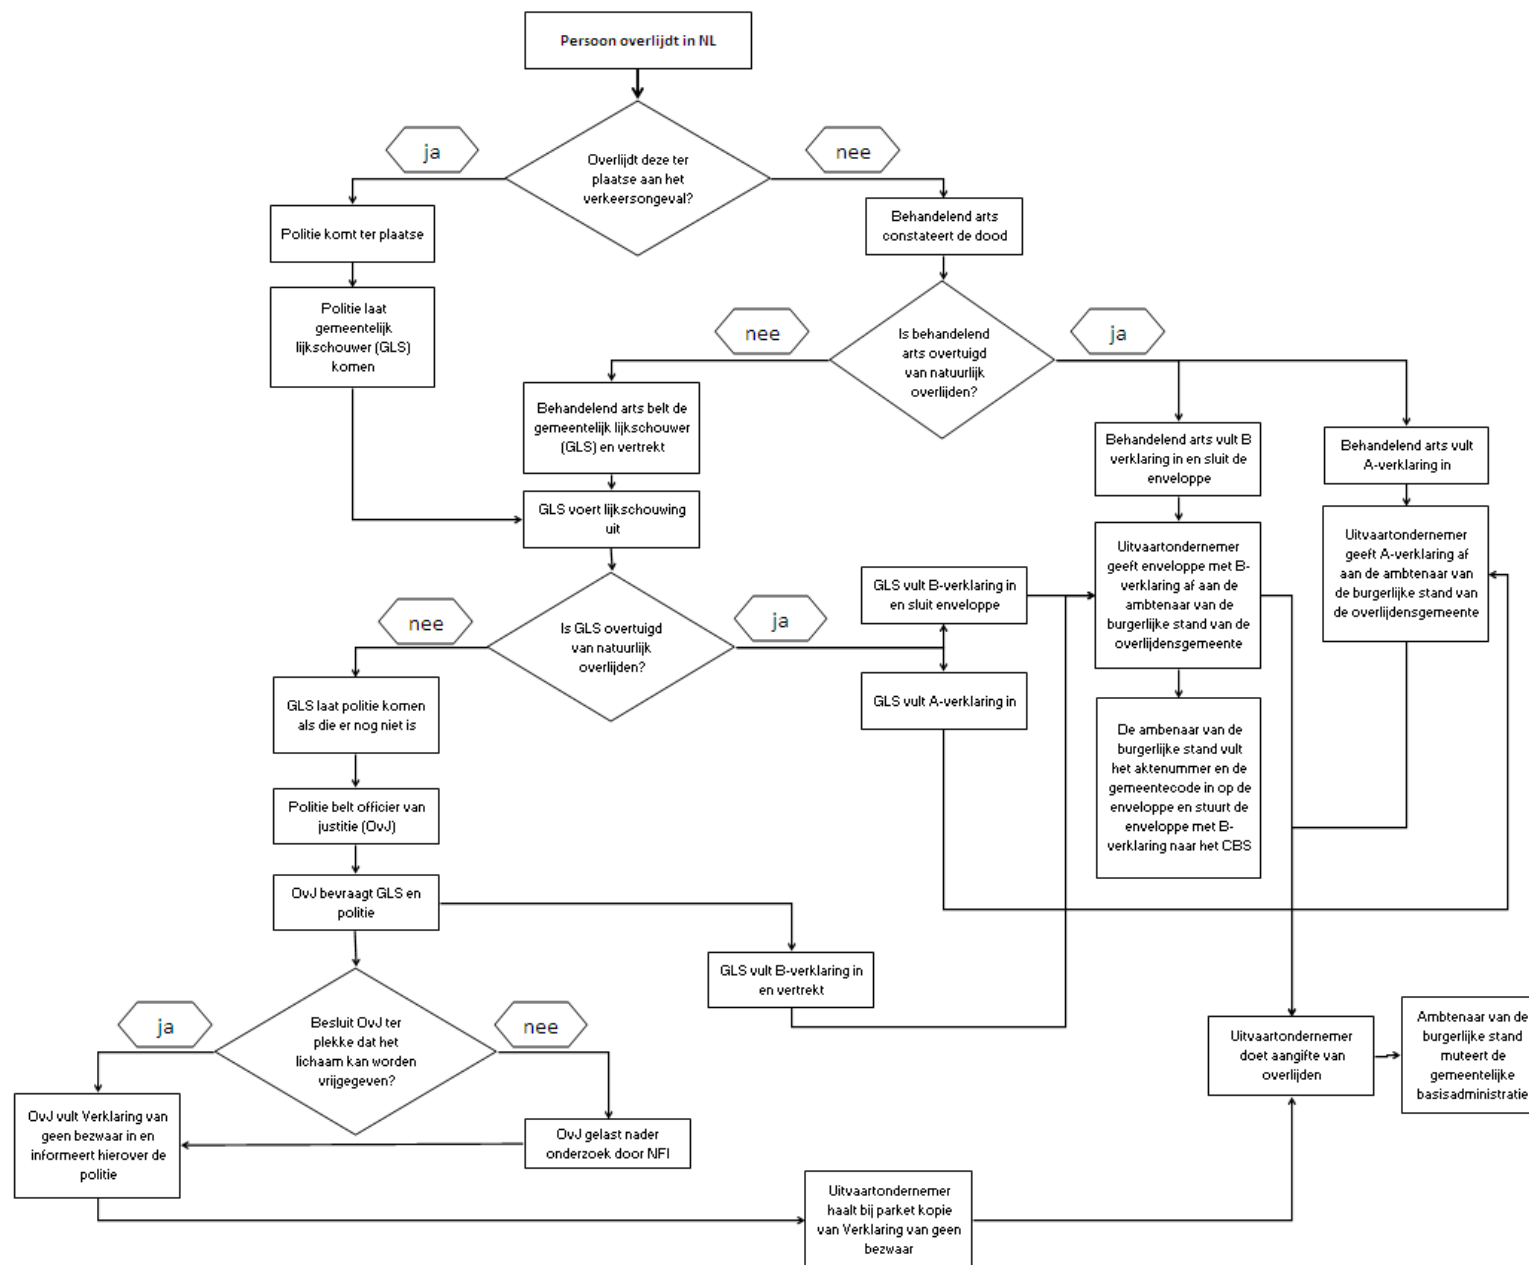 Persoon overlijdt in NL
ja
nee
Overlijdt deze ter
plaatse aan het
verkeersongeval?
Politie komt ter plaatse
Behandelend arts
constateert de dood
Politie laat
gemeentelijk
lijkschouwer (GLS)
komen
nee
ja
Is behandelend
arts overtuigd
van natuurlijk
overlijden?
Behandelend arts belt de
gemeentelijk lijkschouwer
(GLS) en vertrekt
Behandelend arts vult B
verklaring in en sluit de
enveloppe
Behandelend arts vult
A-verklaring in
GLS voert lijkschouwing
uit
Uitvaartondernemer
geeft enveloppe met B-
verklaring af aan de
ambtenaar van de
burgerlijke stand van de
overlijdensgemeente
Uitvaartondernemer
geeft A-verklaring af
aan de ambtenaar van
de burgerlijke stand van
de overlijdensgemeente
GLS vult B-verklaring in
en sluit enveloppe
nee
ja
Is GLS overtuigd
van natuurlijk
overlijden?
GLS laat politie komen
als die er nog niet is
GLS vult A-verklaring in
De ambenaar van de
burgerlijke stand vult
het aktenummer en de
gemeentecode in op de
enveloppe en stuurt de
enveloppe met B-
verklaring naar het CBS
Politie belt officier van
justitie (OvJ)
OvJ bevraagt GLS en
politie
GLS vult B-verklaring in
en vertrekt
ja
nee
Besluit OvJ ter
plekke dat het
lichaam kan worden
vrijgegeven?
Uitvaartondernemer
doet aangifte van
overlijden
Ambtenaar van de
burgerlijke stand
muteert de
gemeentelijke
basisadministratie
OvJ vult Verklaring van
geen bezwaar in en
informeert hierover de
politie
OvJ gelast nader
onderzoek door NFI
Uitvaartondernemer
haalt bij parket kopie
van Verklaring van geen
bezwaar